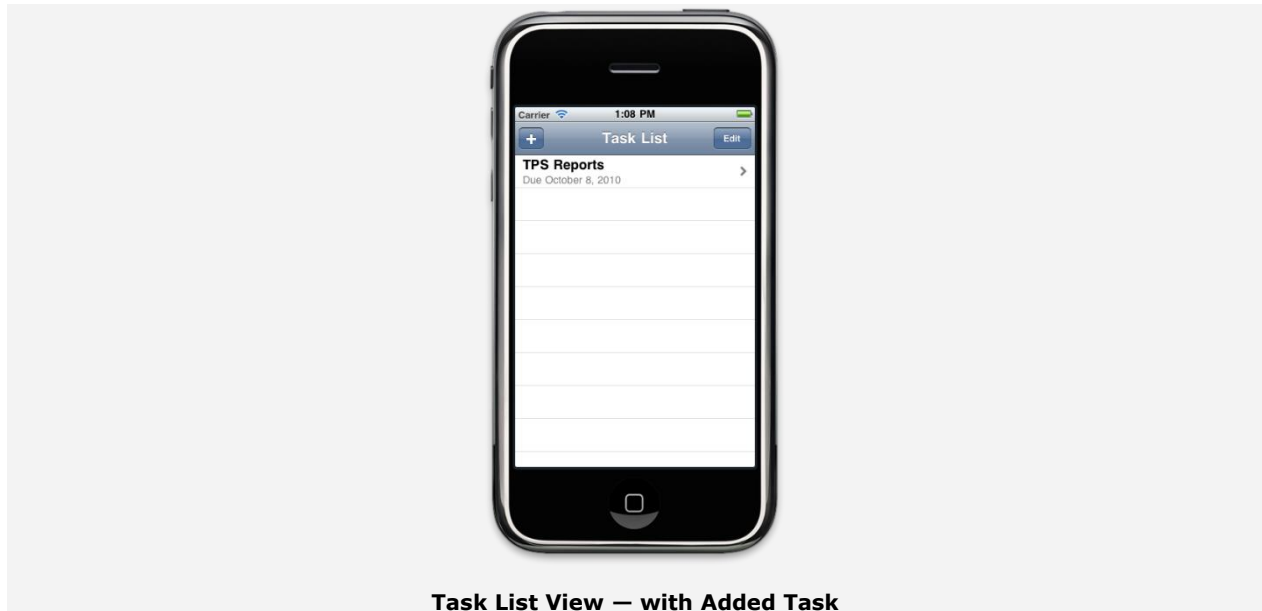 Carrier 1:08 PM
+ Task List Edit
TPS Reports
Due October 8, 2010
Task List View — with Added Task